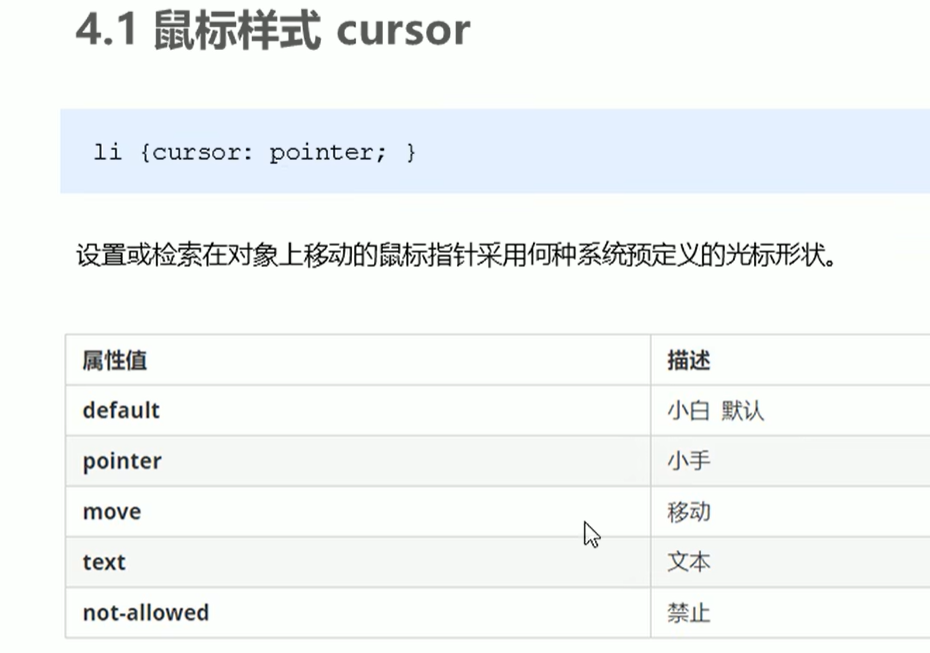 4.1 鼠标样式 cursor
li {cursor: pointer; }
设置或检索在对象上移动的鼠标指针采用何种系统预定义的光标形状。
属性值 描述
default 小白 默认
pointer 小手
move 移动
text 文本
not-allowed 禁止